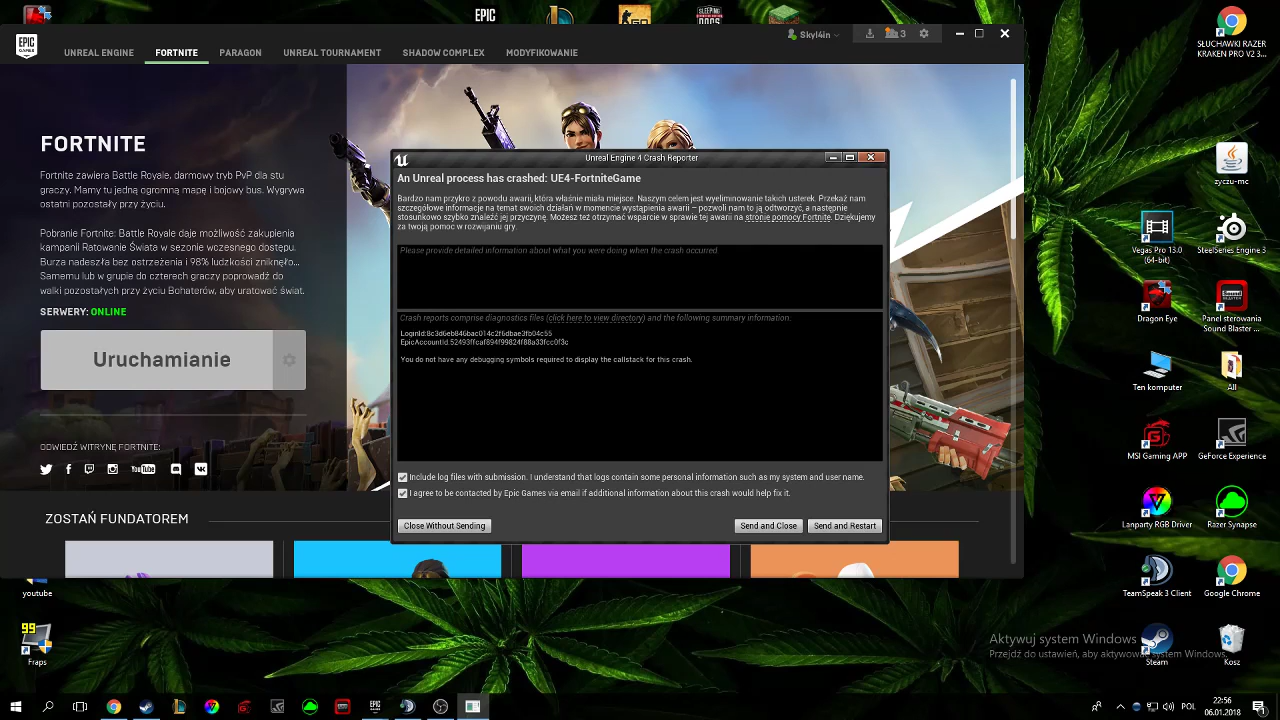 EPIC
GO
SLEEPING
DOGS
EPIC
GAMES
UNREAL ENGINE
FORTNITE
PARAGON
UNREAL TOURNAMENT
SHADOW COMPLEX
MODYFIKOWANIE
Skyl4in
3
SŁUCHAWKI RAZER
KRAKEN PRO V2 3...
FORTNITE
Fortnite zawiera Battle Royale, darmowy tryb PvP dla stu
graczy. Mamy tu jedną ogromną mapę i bojowy bus. Wygrywa
ostatni pozostały przy życiu.
Pobranie Fortnite: Battle Royale daje możliwość zakupienia
kampanii Ratowanie Świata w sezonie wczesnego dostępu.
Burza nadeszła bez ostrzeżenia i 98% ludzkości zniknęło...
Samemu lub w grupie do czterech graczy poprowadź do
walki pozostałych przy życiu Bohaterów, aby uratować świat.
SERWERY: ONLINE
Uruchamianie
ODWIEDŹ WITRYNĘ FORTNITE:
YouTube
ZOSTAŃ FUNDATOREM
Unreal Engine 4 Crash Reporter
An Unreal process has crashed: UE4-FortniteGame
Bardzo nam przykro z powodu awarii, która właśnie miała miejsce. Naszym celem jest wyeliminowanie takich usterek. Przekaż nam
szczegółowe informacje na temat swoich działań w momencie wystąpienia awarii – pozwoli nam to ją odtworzyć, a następnie
stosunkowo szybko znaleźć jej przyczynę. Możesz też otrzymać wsparcie w sprawie tej awarii na stronie pomocy Fortnite. Dziękujemy
za twoją pomoc w rozwijaniu gry.
Please provide detailed information about what you were doing when the crash occurred
Crash reports comprise diagnostics files (click here to view directory) and the following summary information.
LoginId:8c3d6eb846bac014c2f6dbae3fb04c55
EpicAccountId:52493ffcaf894f99824f88a33fcc0f3c
You do not have any debugging symbols required to display the callstack for this crash.
Include log files with submission. I understand that logs contain some personal information such as my system and user name.
I agree to be contacted by Epic Games via email if additional information about this crash would help fix it.
Close Without Sending
Send and Close
Send and Restart
zyczu-mc
Vegas Pro 13.0
(64-bit)
SteelSeries Engine 3
Dragon Eye
Panel sterowania
Sound Blaster ...
Ten komputer
All
MSI Gaming APP
GeForce Experience
Lanparty RGB Driver
Razer Synapse
TeamSpeak 3 Client
Google Chrome
Steam
Kosz
youtube
99
Fraps
Aktywuj system Windows
Przejdź do ustawień, aby aktywować system Windows.
POL
22:56
06.01.2018